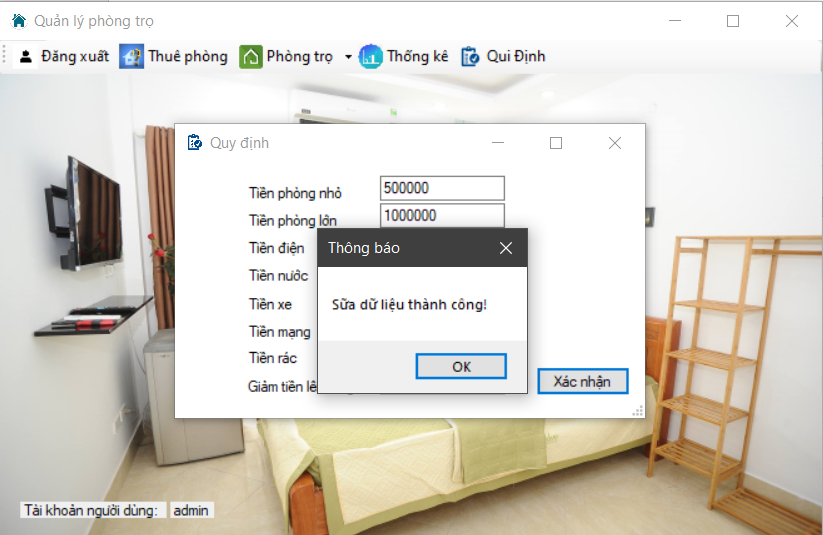 Quản lý phòng trọ
Đăng xuất Thuê phòng Phòng trọ Thống kê Qui Định
Quy định
Tiền phòng nhỏ 500000
Tiền phòng lớn 1000000
Tiền điện
Tiền nước
Tiền xe
Tiền mạng
Tiền rác
Giảm tiền lê
Thông báo
Sữa dữ liệu thành công!
OK
Xác nhận
Tài khoản người dùng: admin